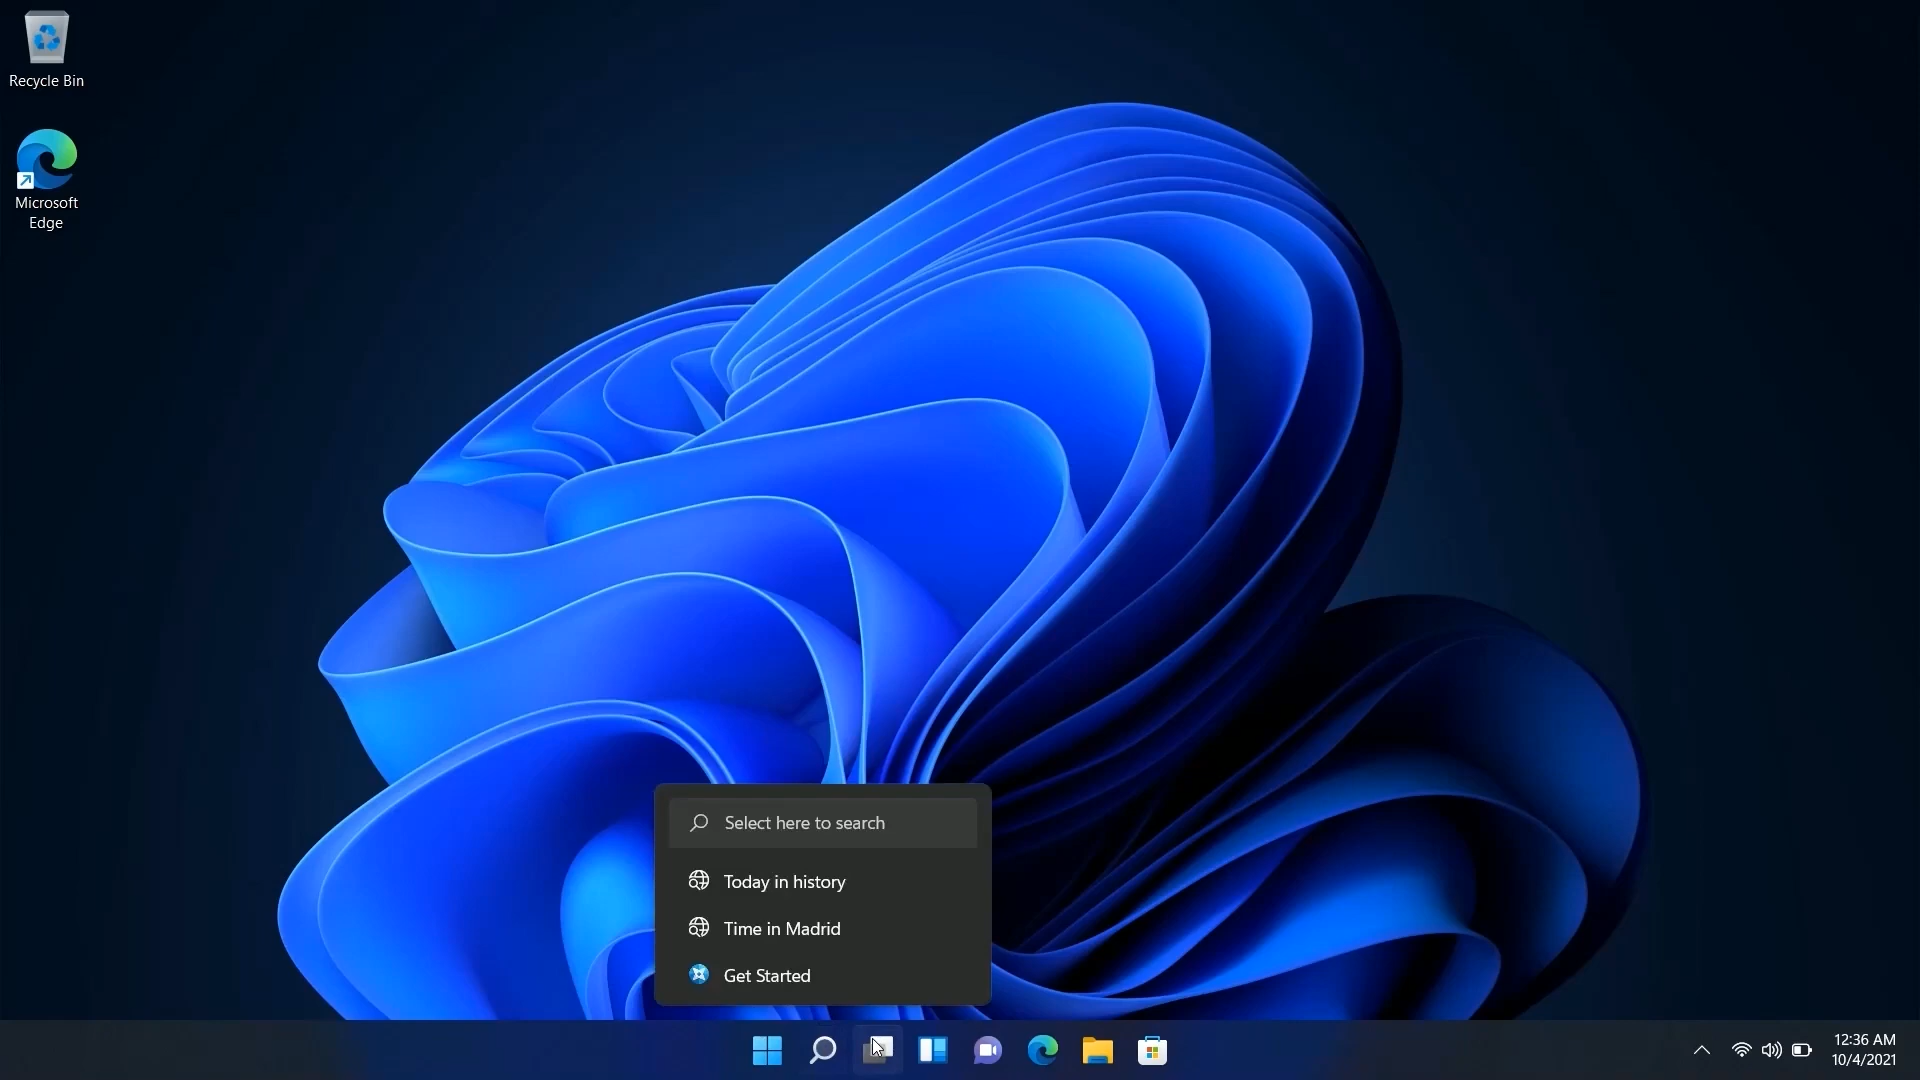 Recycle Bin
Microsoft
Edge
Select here to search
Today in history
Time in Madrid
Get Started
12:36 AM
10/4/2021